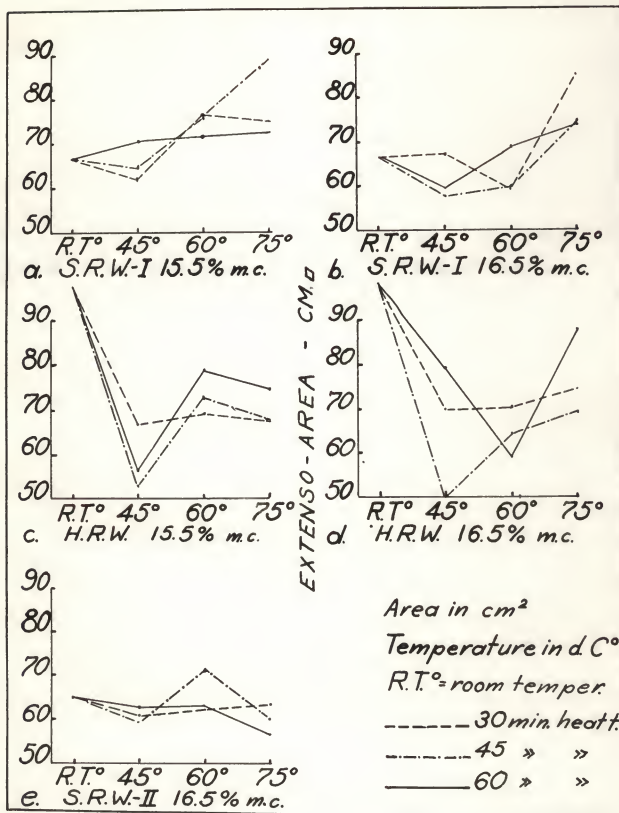 90
80
70
60
50
R.T.° 45° 60° 75°
a. S.R.W.-I 15.5% m.c.
90
80
70
60
50
R.T.° 45° 60° 75°
b. S.R.W.-I 16.5% m.c.
EXTENSO-AREA - CM.□
90
80
70
60
50
R.T.° 45° 60° 75°
c. H.R.W. 15.5% m.c.
90
80
70
60
50
R.T.° 45° 60° 75°
d. H.R.W. 16.5% m.c.
90
80
70
60
50
R.T.° 45° 60° 75°
e. S.R.W.-II 16.5% m.c.
Area in cm²
Temperature in d. C°
R.T.° = room temper.
30 min. heatt.
45 » »
60 » »